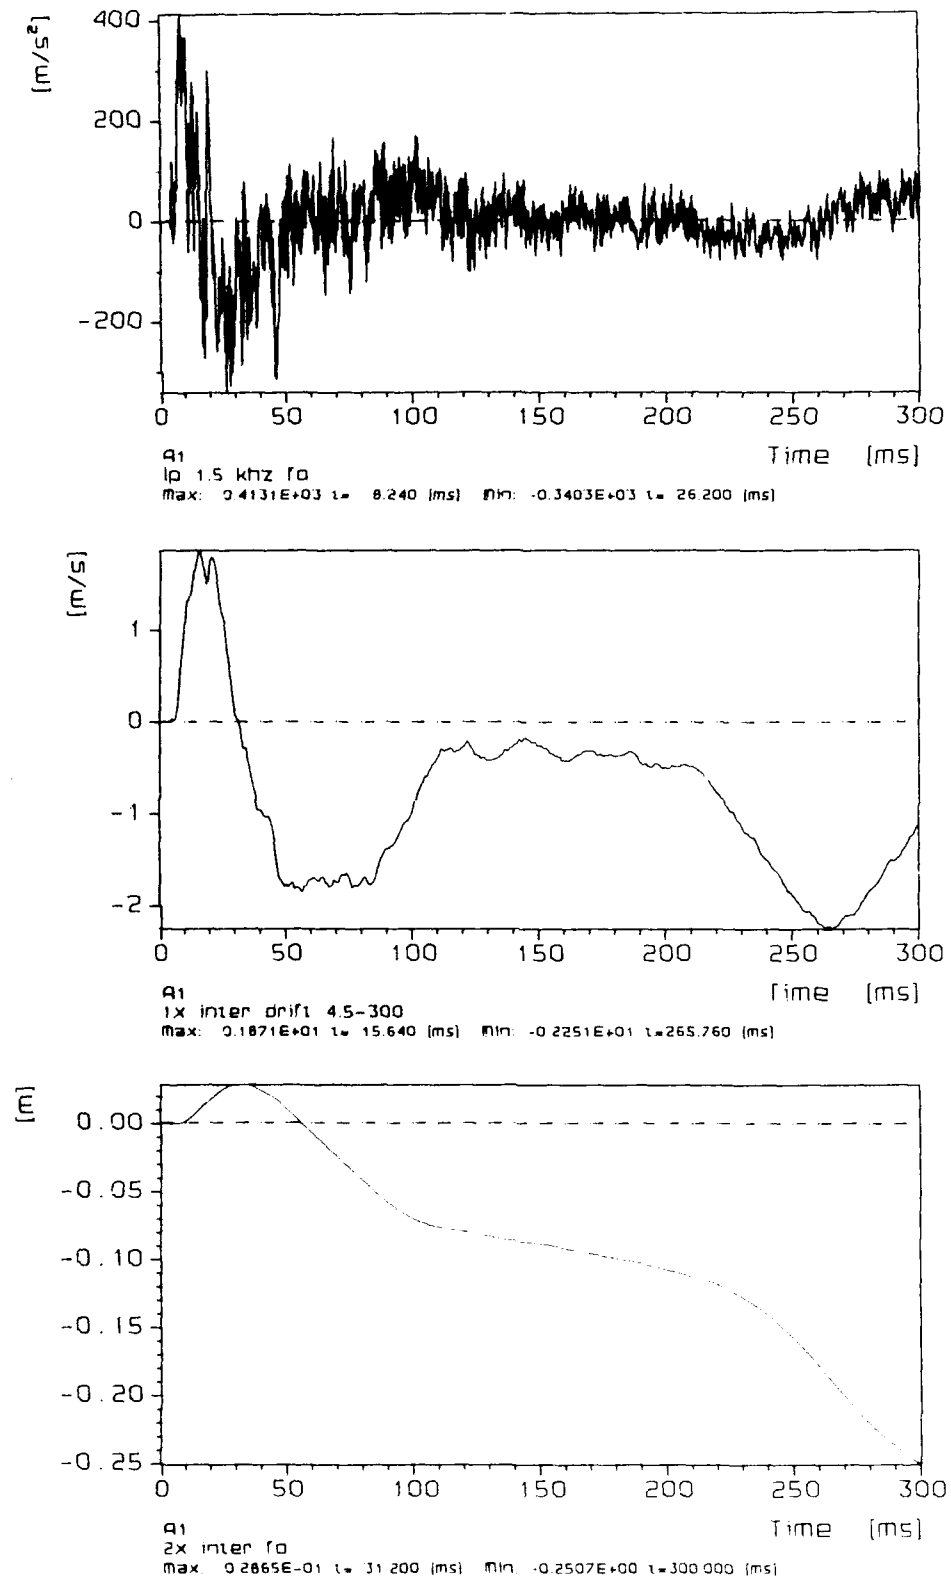 [m/s²]
400
200
0
-200
0 50 100 150 200 250 300
Time [ms]
A1
lp 1.5 khz fo
Max: 0.4131E+03 t= 8.240 [ms] Min: -0.3403E+03 t= 26.200 [ms]
[m/s]
1
0
-1
-2
0 50 100 150 200 250 300
Time [ms]
A1
1x inter drift 4.5-300
Max: 0.1871E+01 t= 15.640 [ms] Min: -0.2251E+01 t=265.760 [ms]
[m]
0.00
-0.05
-0.10
-0.15
-0.20
-0.25
0 50 100 150 200 250 300
Time [ms]
A1
2x inter fo
Max. 0.2865E-01 t= 31.200 [ms] Min. -0.2507E+00 t=300.000 [ms]